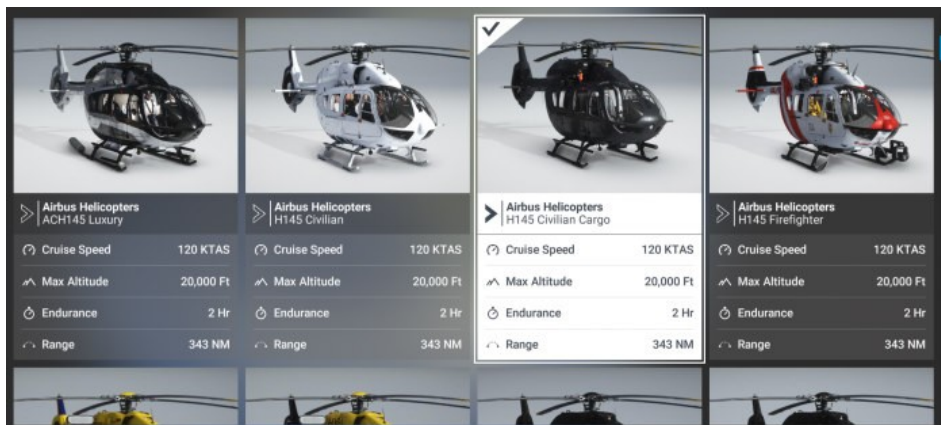 Airbus Helicopters
ACH145 Luxury
Cruise Speed 120 KTAS
Max Altitude 20,000 Ft
Endurance 2 Hr
Range 343 NM
Airbus Helicopters
H145 Civilian
Cruise Speed 120 KTAS
Max Altitude 20,000 Ft
Endurance 2 Hr
Range 343 NM
Airbus Helicopters
H145 Civilian Cargo
Cruise Speed 120 KTAS
Max Altitude 20,000 Ft
Endurance 2 Hr
Range 343 NM
Airbus Helicopters
H145 Firefighter
Cruise Speed 120 KTAS
Max Altitude 20,000 Ft
Endurance 2 Hr
Range 343 NM